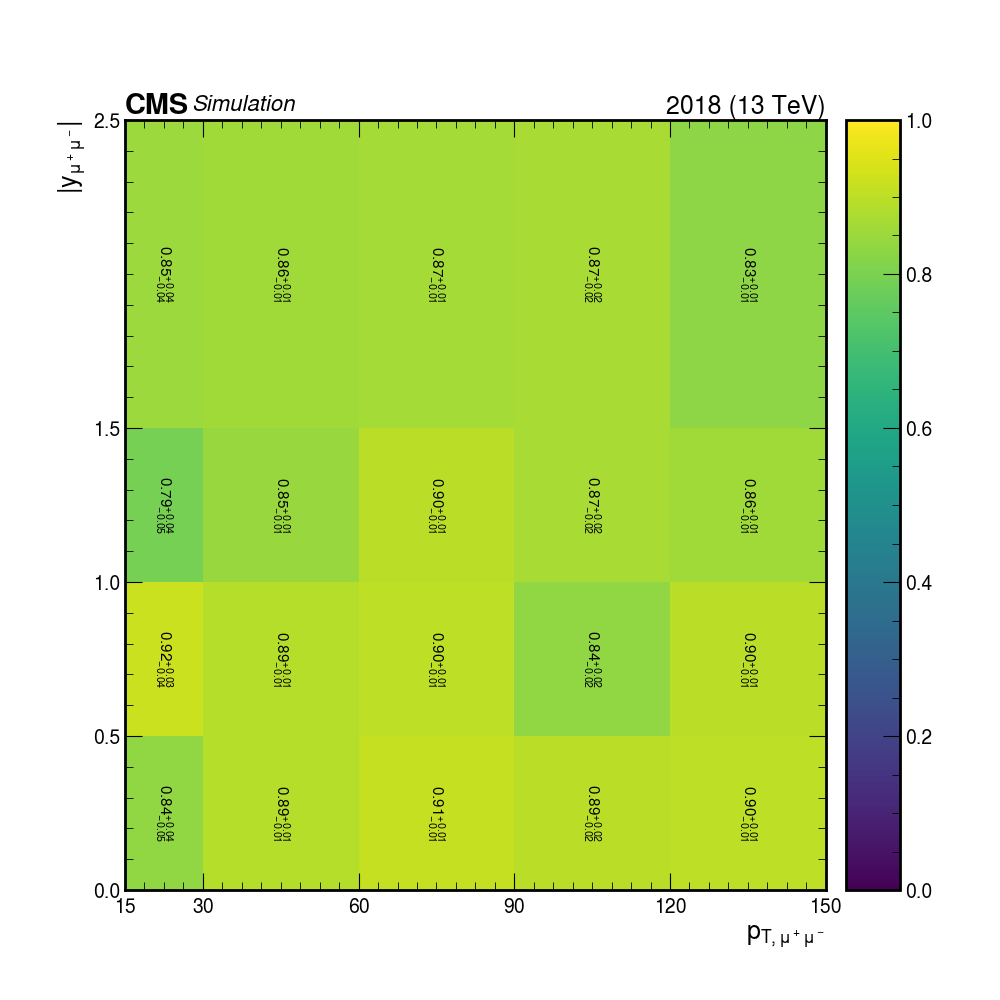 CMS Simulation 2018 (13 TeV)
|y μ⁺ μ⁻|
2.5
0.85 +0.04 −0.04
0.86 +0.01 −0.01
0.87 +0.01 −0.01
0.87 +0.02 −0.02
0.83 +0.01 −0.01
1.5
0.79 +0.04 −0.05
0.85 +0.01 −0.01
0.90 +0.01 −0.01
0.87 +0.02 −0.02
0.86 +0.01 −0.01
1.0
0.92 +0.03 −0.04
0.89 +0.01 −0.01
0.90 +0.01 −0.01
0.84 +0.02 −0.02
0.90 +0.01 −0.01
0.5
0.84 +0.04 −0.05
0.89 +0.01 −0.01
0.91 +0.01 −0.01
0.89 +0.02 −0.02
0.90 +0.01 −0.01
0.0
15 30 60 90 120 150
pT, μ⁺ μ⁻
1.0
0.8
0.6
0.4
0.2
0.0